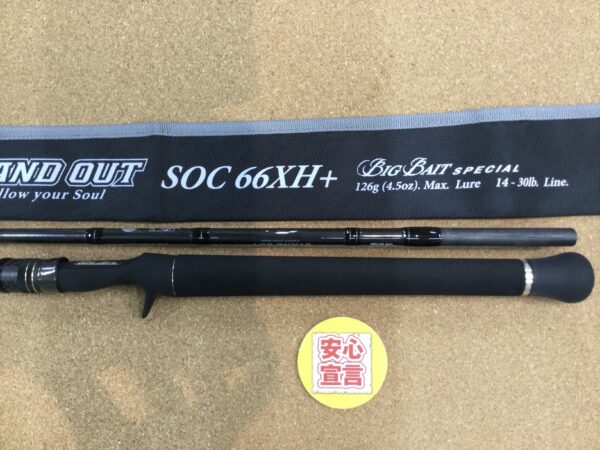 AND OUT
llow your Soul
SOC 66XH+
BIG BAIT SPECIAL
126g (4.5oz). Max. Lure 14 - 30lb. Line.
安心
宣言